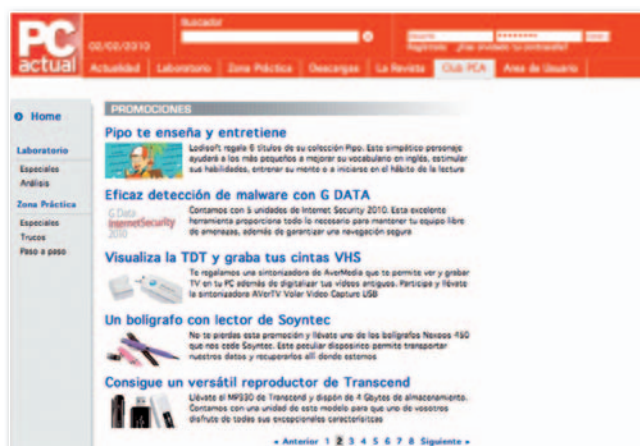 PC
actual
02/02/2010
Buscador
Usuario
********
Regístrate ¿Has olvidado tu contraseña?
Actualidad Laboratorio Zona Práctica Descargas La Revista Club PCA Area de Usuario
Home
Laboratorio
Especiales
Análisis
Zona Práctica
Especiales
Trucos
Paso a paso
PROMOCIONES
Pipo te enseña y entretiene
Lodisoft regala 6 títulos de su colección Pipo. Este simpático personaje
ayudará a los más pequeños a mejorar su vocabulario en inglés, estimular
sus habilidades, entrenar su mente o a iniciarse en el hábito de la lectura
Eficaz detección de malware con G DATA
G Data
InternetSecurity
2010
Contamos con 5 unidades de Internet Security 2010. Esta excelente
herramienta proporciona todo lo necesario para mantener tu equipo libre
de amenazas, además de garantizar una navegación segura
Visualiza la TDT y graba tus cintas VHS
Te regalamos una sintonizadora de AverMedia que te permite ver y grabar
TV en tu PC además de digitalizar tus vídeos antiguos. Participa y llévate
la sintonizadora AVerTV Volar Video Capture USB
Un bolígrafo con lector de Soyntec
No te pierdas esta promoción y llévate uno de los bolígrafos Nexoos 450
que nos cede Soyntec. Este peculiar dispositivo permite transportar
nuestros datos y recuperarlos allí donde estemos
Consigue un versátil reproductor de Transcend
Llévate el MP330 de Transcend y dispón de 4 Gbytes de almacenamiento.
Contamos con una unidad de este modelo para que uno de vosotros
disfrute de todas sus excepcionales características
« Anterior 1 2 3 4 5 6 7 8 Siguiente »